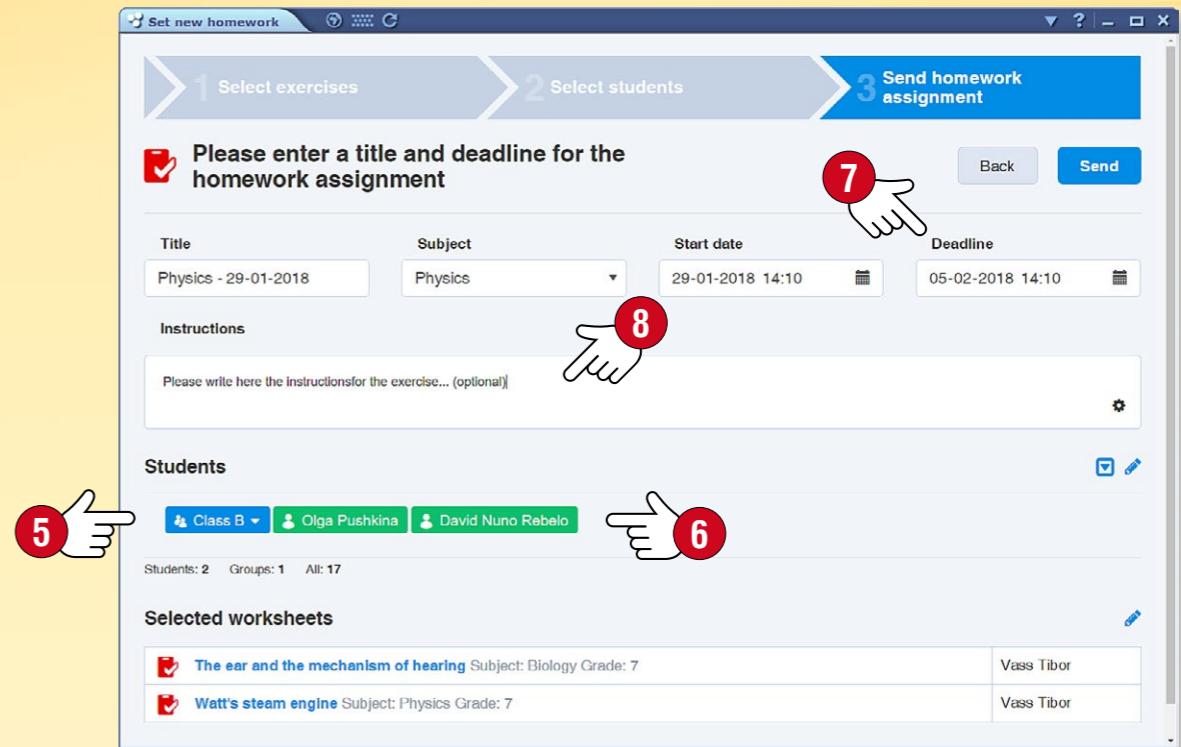 Set new homework
?
1 Select exercises
2 Select students
3 Send homework
assignment
Please enter a title and deadline for the
homework assignment
Back
Send
7
Title
Subject
Start date
Deadline
Physics - 29-01-2018
Physics
29-01-2018 14:10
05-02-2018 14:10
8
Instructions
Please write here the instructionsfor the exercise... (optional)
Students
5
Class B
Olga Pushkina
David Nuno Rebelo
6
Students: 2 Groups: 1 All: 17
Selected worksheets
The ear and the mechanism of hearing Subject: Biology Grade: 7
Vass Tibor
Watt's steam engine Subject: Physics Grade: 7
Vass Tibor